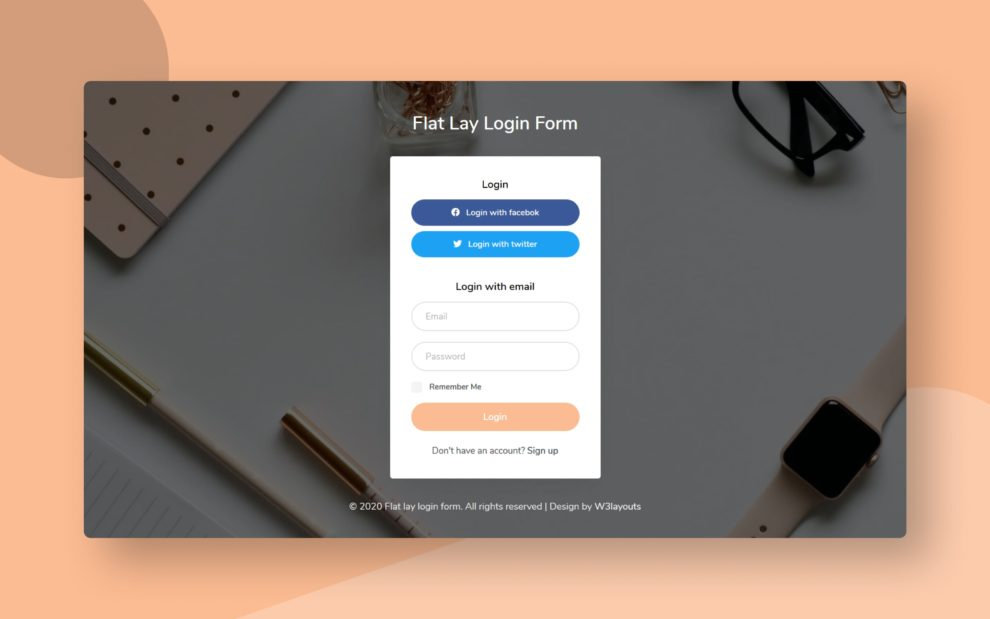 Flat Lay Login Form
Login
Login with facebok
Login with twitter
Login with email
Email
Password
Remember Me
Login
Don't have an account? Sign up
© 2020 Flat lay login form. All rights reserved | Design by W3layouts